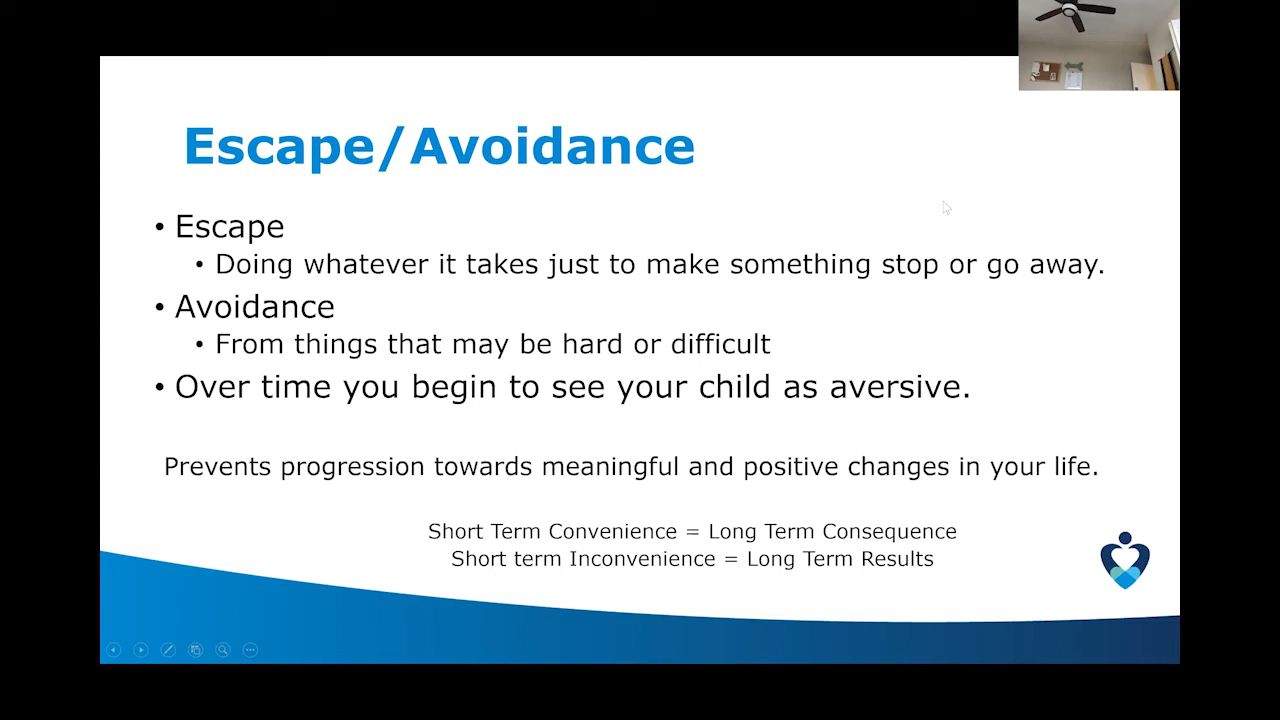 Escape/Avoidance
• Escape
• Doing whatever it takes just to make something stop or go away.
• Avoidance
• From things that may be hard or difficult
• Over time you begin to see your child as aversive.
Prevents progression towards meaningful and positive changes in your life.
Short Term Convenience = Long Term Consequence
Short term Inconvenience = Long Term Results